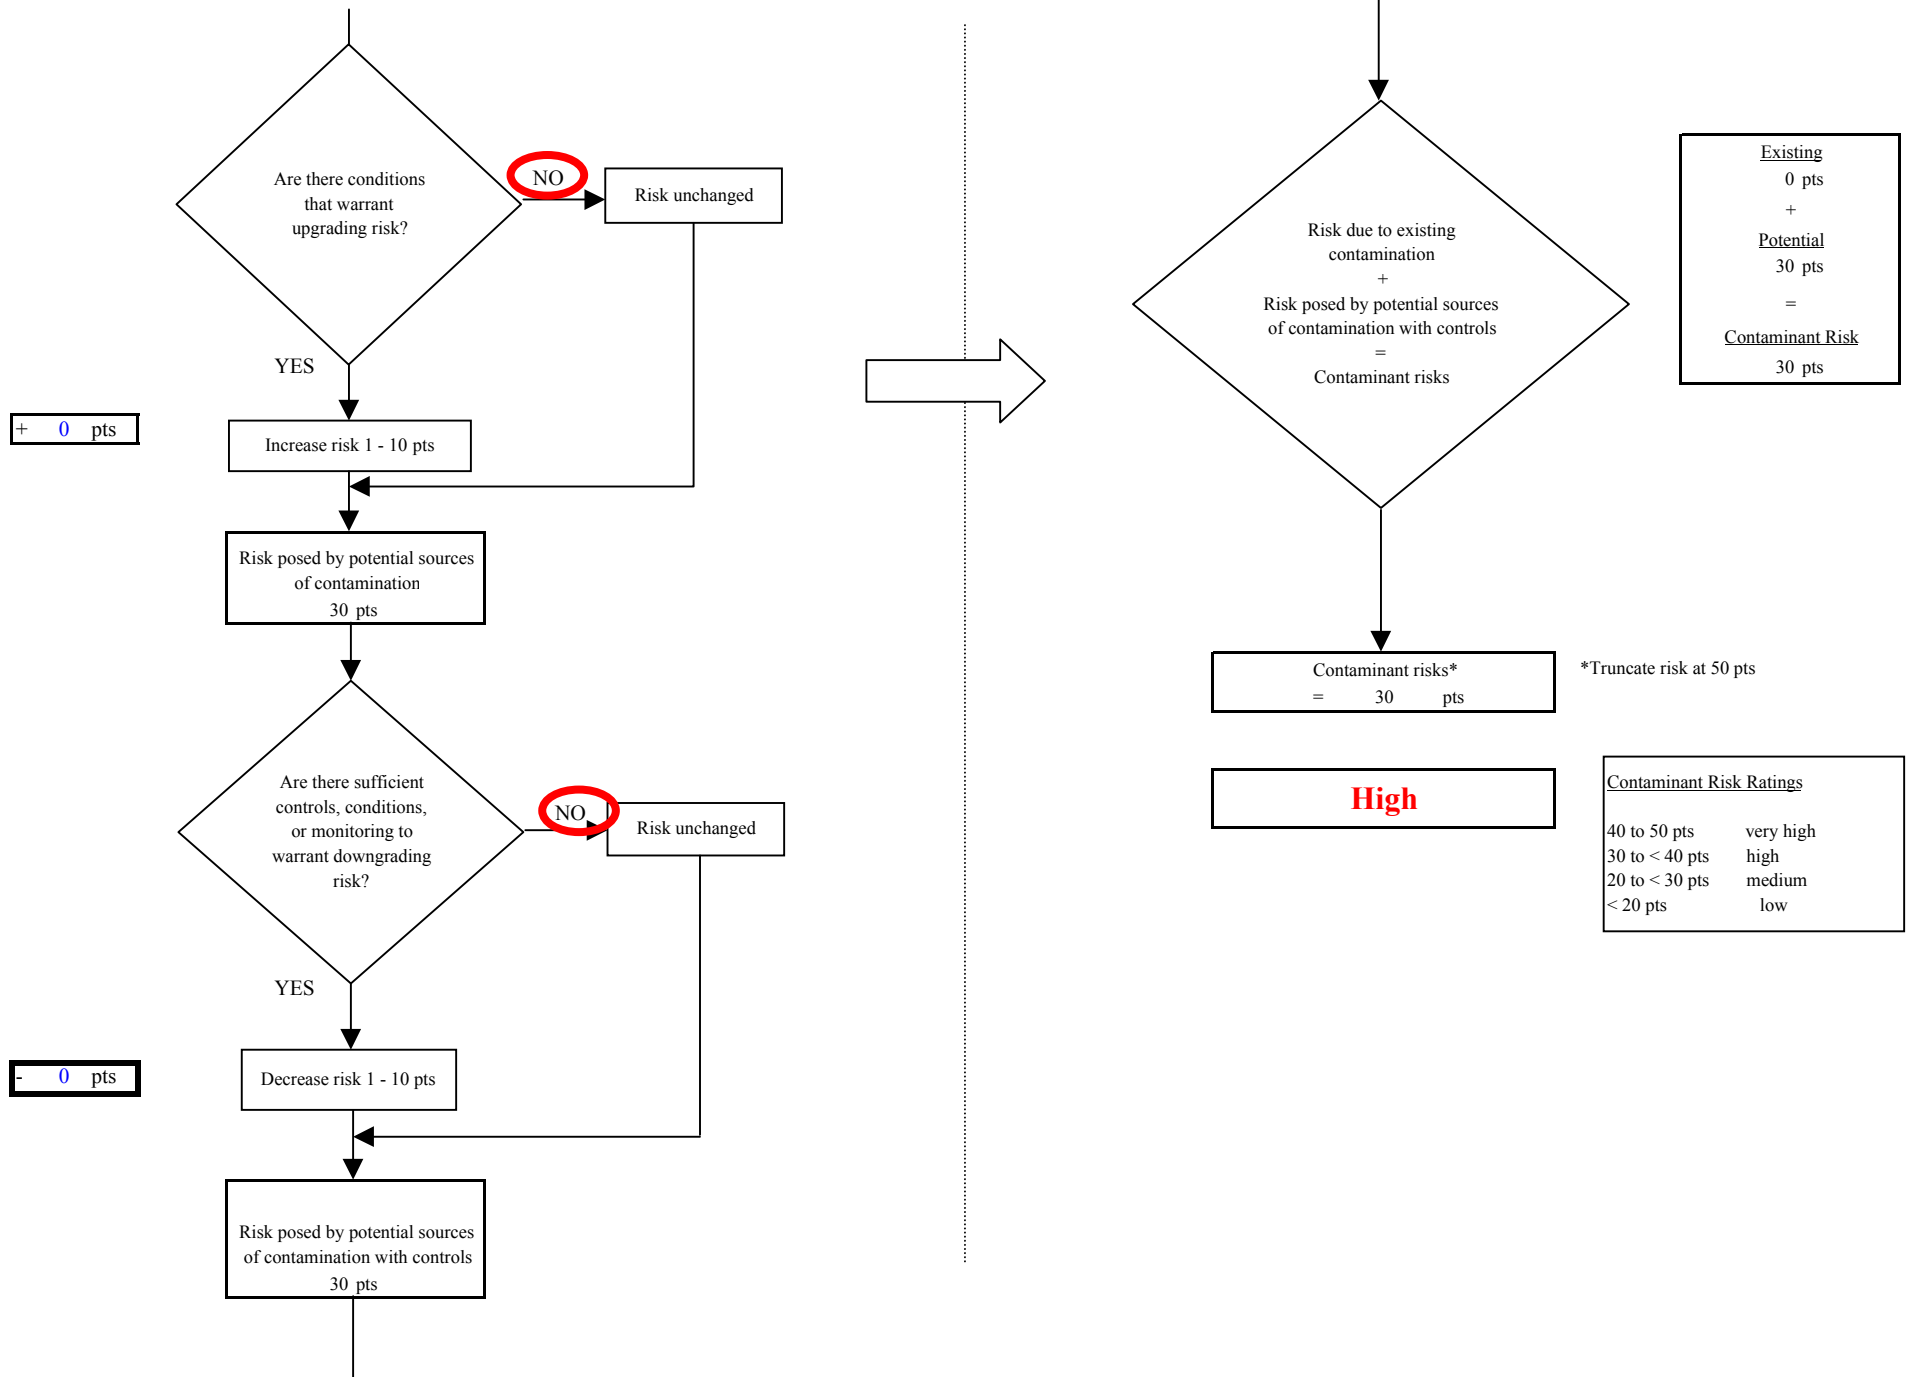 Are there conditions
that warrant
upgrading risk?
NO
Risk unchanged
YES
+ 0 pts
Increase risk 1 - 10 pts
Risk posed by potential sources
of contamination
30 pts
Are there sufficient
controls, conditions,
or monitoring to
warrant downgrading
risk?
NO
Risk unchanged
YES
- 0 pts
Decrease risk 1 - 10 pts
Risk posed by potential sources
of contamination with controls
30 pts
Risk due to existing
contamination
+
Risk posed by potential sources
of contamination with controls
=
Contaminant risks
Existing
0 pts
+
Potential
30 pts
=
Contaminant Risk
30 pts
Contaminant risks*
= 30 pts
*Truncate risk at 50 pts
High
Contaminant Risk Ratings
40 to 50 pts very high
30 to < 40 pts high
20 to < 30 pts medium
< 20 pts low